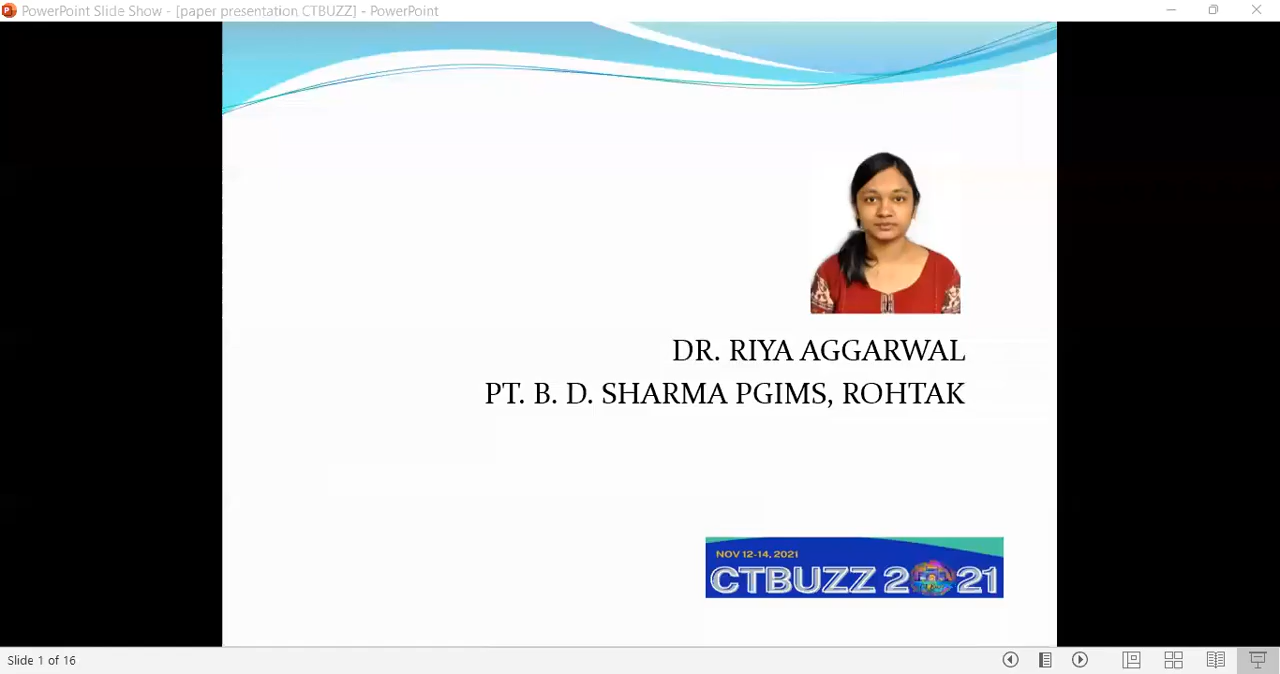 PowerPoint Slide Show - [paper presentation CTBUZZ] - PowerPoint
DR. RIYA AGGARWAL
PT. B. D. SHARMA PGIMS, ROHTAK
NOV 12-14, 2021
CTBUZZ 2021
Slide 1 of 16